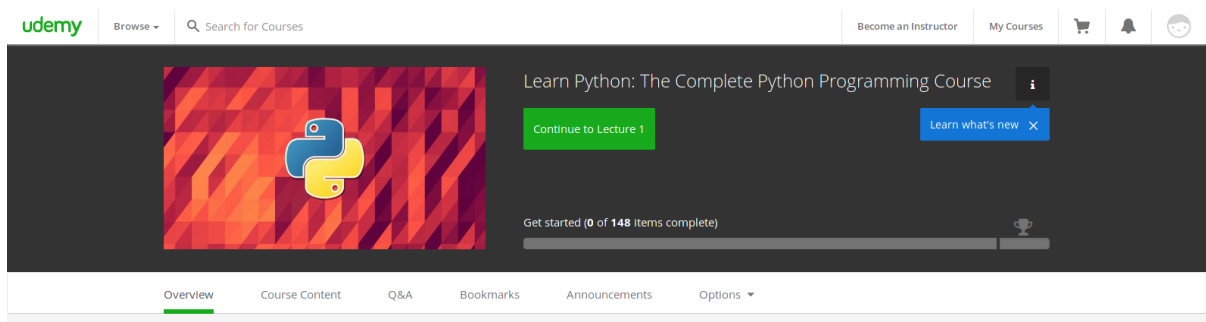 udemy Browse Search for Courses Become an Instructor My Courses
Learn Python: The Complete Python Programming Course i
Continue to Lecture 1 Learn what's new X
Get started (0 of 148 items complete)
Overview Course Content Q&A Bookmarks Announcements Options